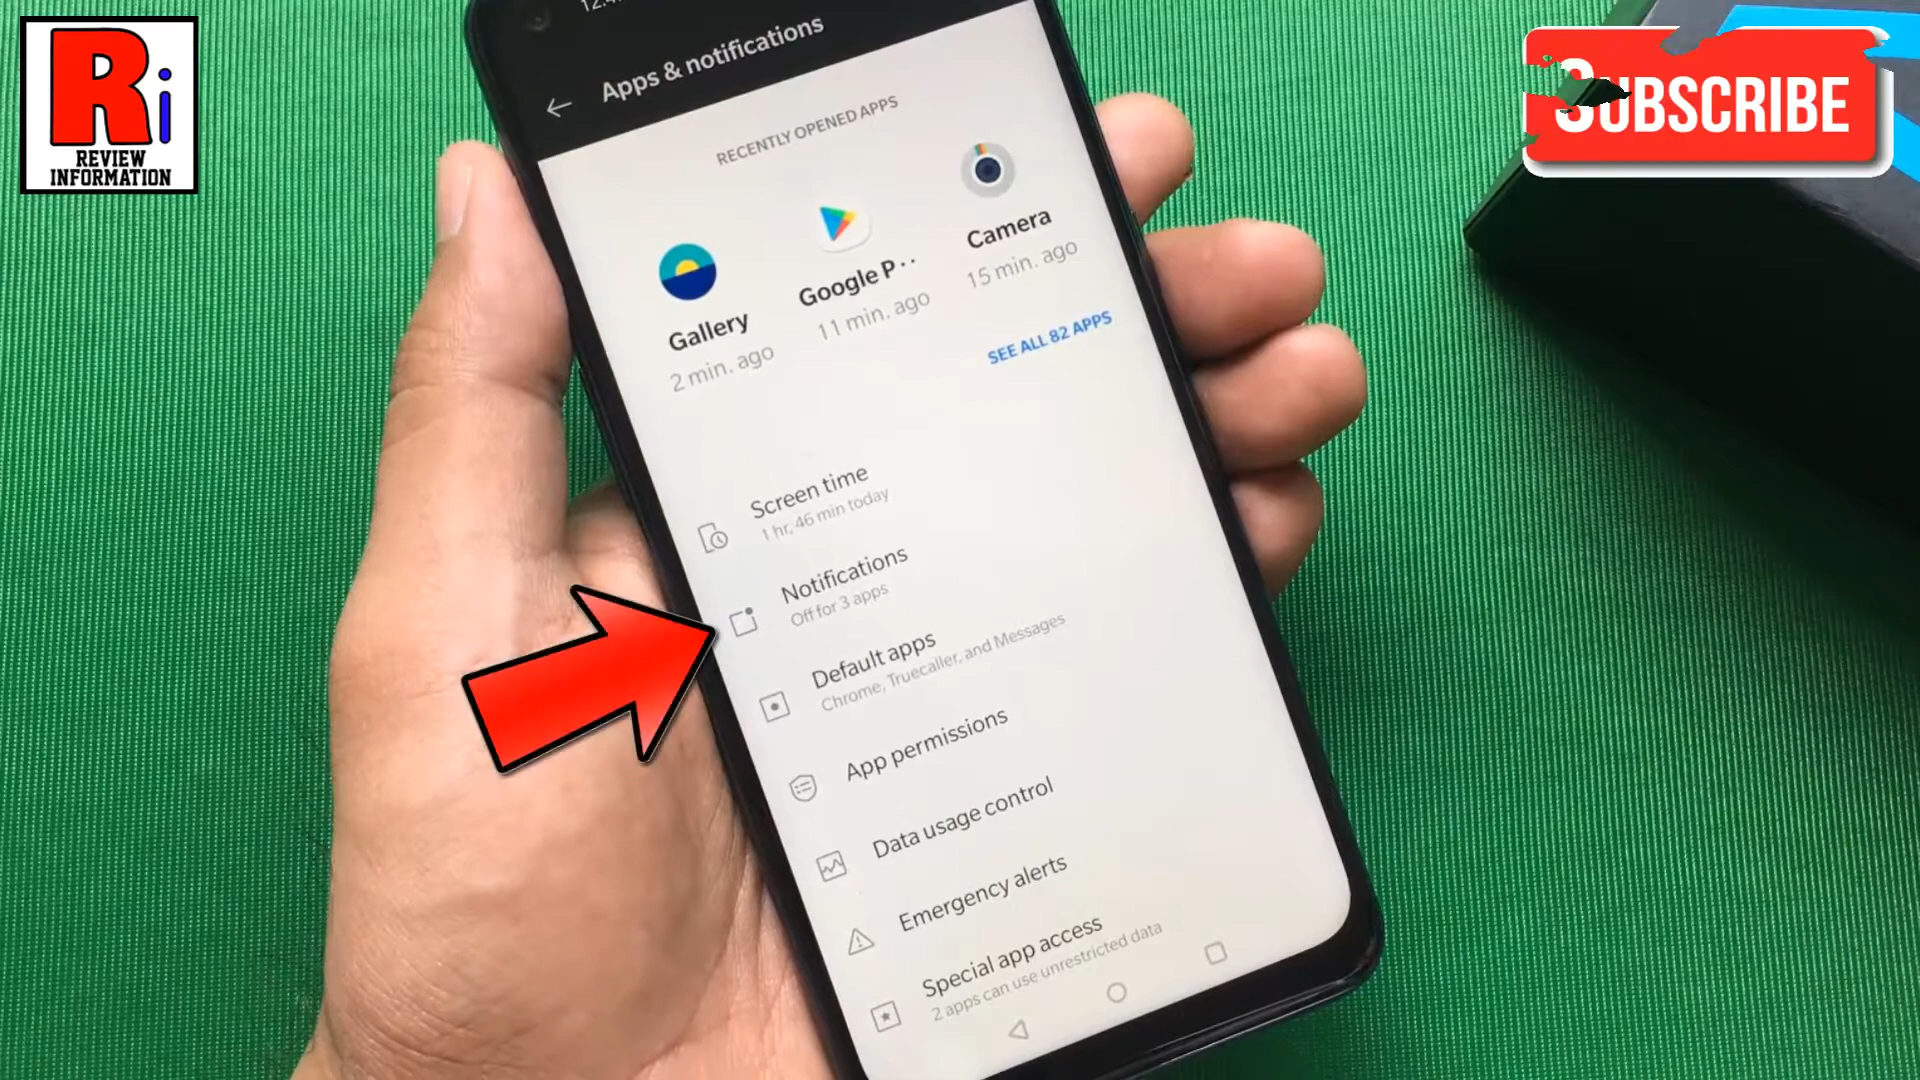 Ri
REVIEW
INFORMATION
SUBSCRIBE
Apps & notifications
RECENTLY OPENED APPS
Gallery
2 min. ago
Google P··
11 min. ago
Camera
15 min. ago
SEE ALL 82 APPS
Screen time
1 hr, 46 min today
Notifications
Off for 3 apps
Default apps
Chrome, Truecaller, and Messages
App permissions
Data usage control
Emergency alerts
Special app access
2 apps can use unrestricted data